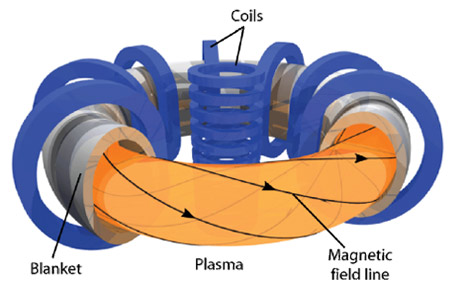 Coils
Blanket
Plasma
Magnetic
field line